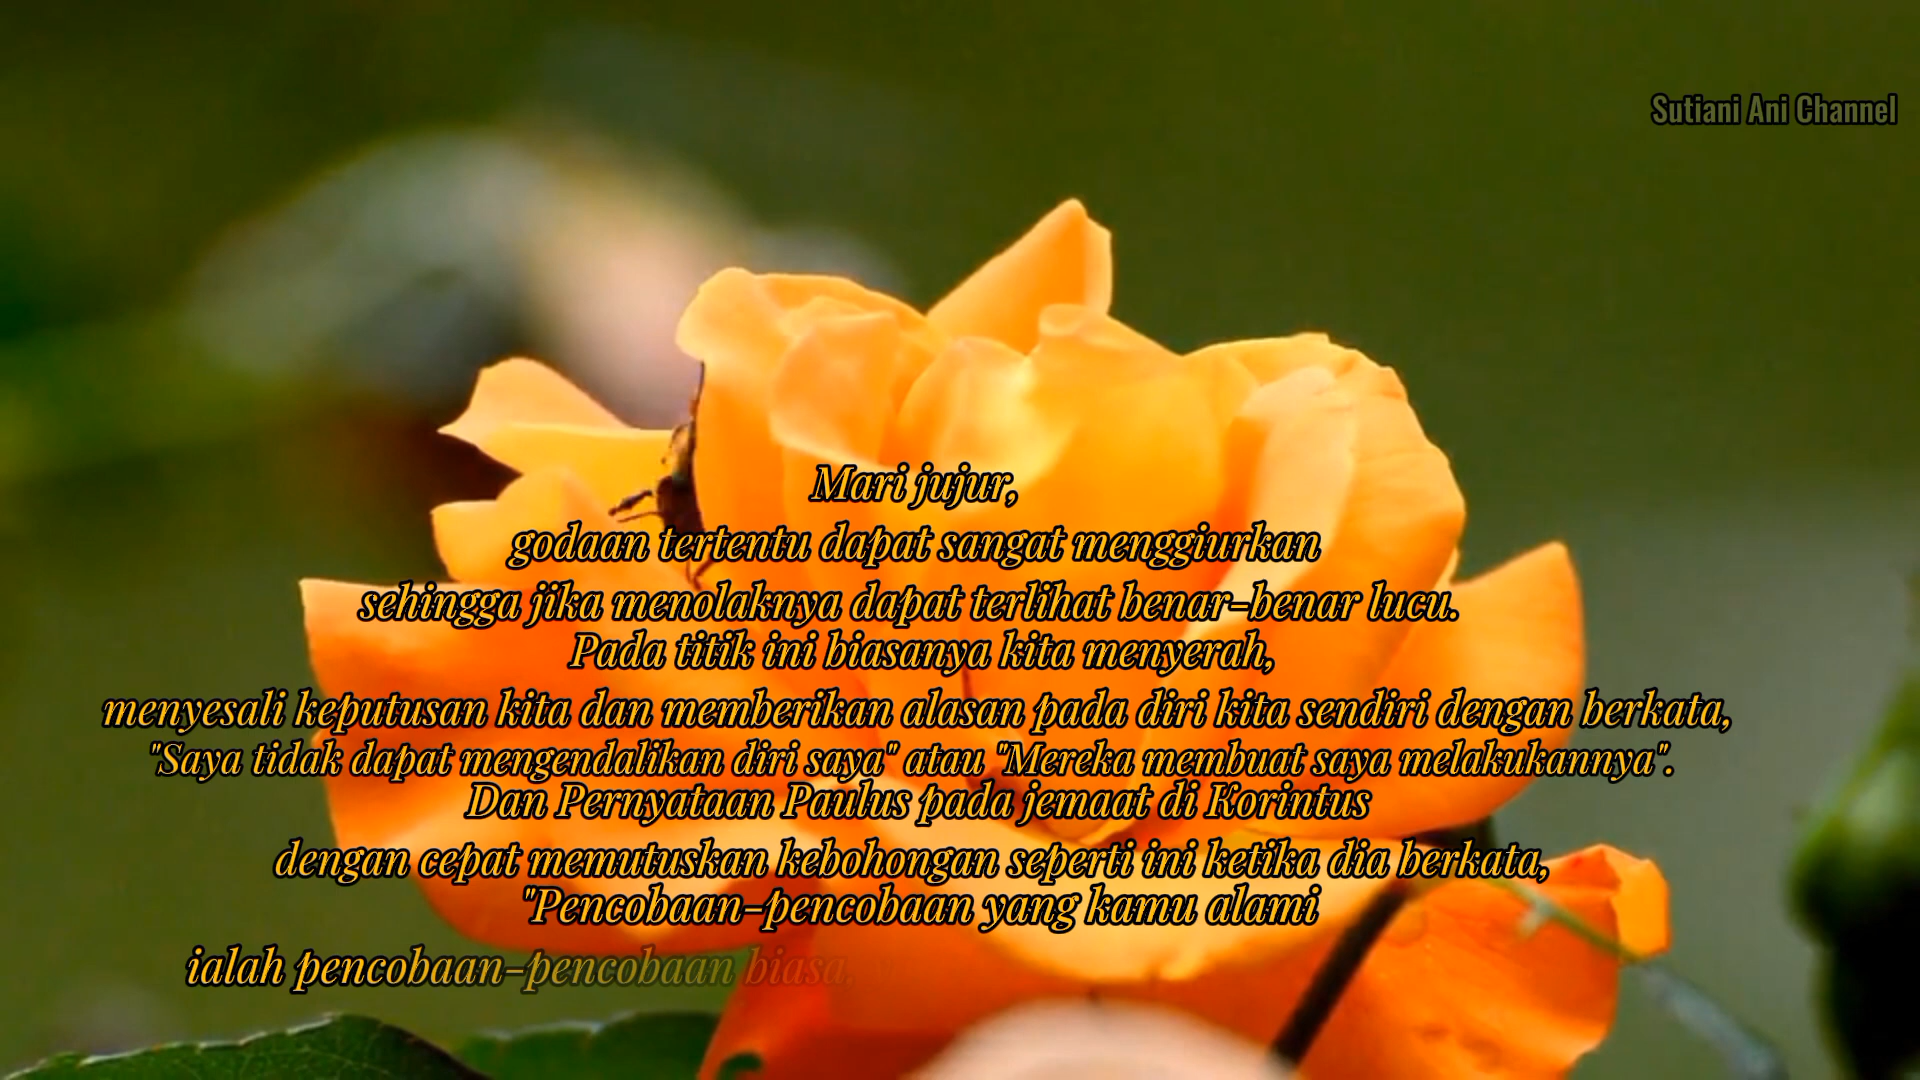 Sutiani Ani Channel
Mari jujur,
godaan tertentu dapat sangat menggiurkan
sehingga jika menolaknya dapat terlihat benar-benar lucu.
Pada titik ini biasanya kita menyerah,
menyesali keputusan kita dan memberikan alasan pada diri kita sendiri dengan berkata,
"Saya tidak dapat mengendalikan diri saya" atau "Mereka membuat saya melakukannya".
Dan Pernyataan Paulus pada jemaat di Korintus
dengan cepat memutuskan kebohongan seperti ini ketika dia berkata,
"Pencobaan-pencobaan yang kamu alami
ialah pencobaan-pencobaan biasa,